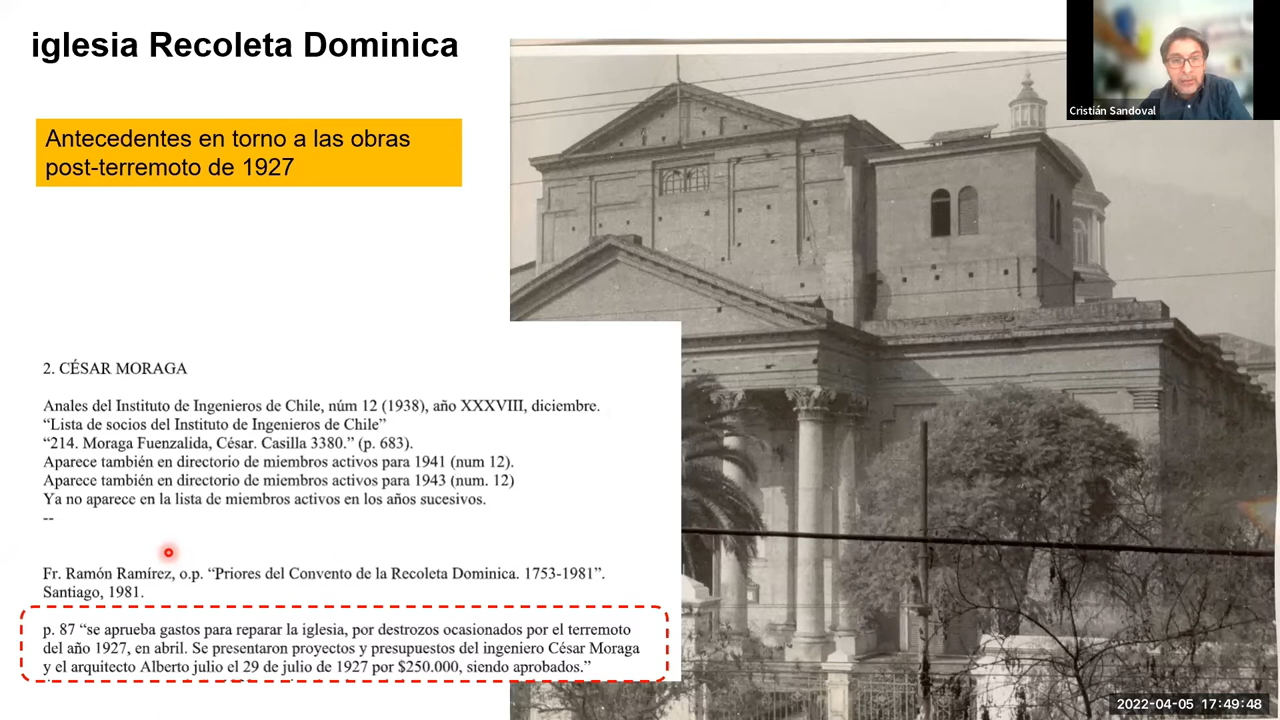 iglesia Recoleta Dominica
Cristián Sandoval
Antecedentes en torno a las obras
post-terremoto de 1927
2. CÉSAR MORAGA
Anales del Instituto de Ingenieros de Chile, núm 12 (1938), año XXXVIII, diciembre.
“Lista de socios del Instituto de Ingenieros de Chile”
“214. Moraga Fuenzalida, César. Casilla 3380.” (p. 683).
Aparece también en directorio de miembros activos para 1941 (num 12).
Aparece también en directorio de miembros activos para 1943 (num. 12)
Ya no aparece en la lista de miembros activos en los años sucesivos.
--
Fr. Ramón Ramírez, o.p. “Priores del Convento de la Recoleta Dominica. 1753-1981”.
Santiago, 1981.
p. 87 “se aprueba gastos para reparar la iglesia, por destrozos ocasionados por el terremoto
del año 1927, en abril. Se presentaron proyectos y presupuestos del ingeniero César Moraga
y el arquitecto Alberto julio el 29 de julio de 1927 por $250.000, siendo aprobados.”
2022-04-05 17:49:48